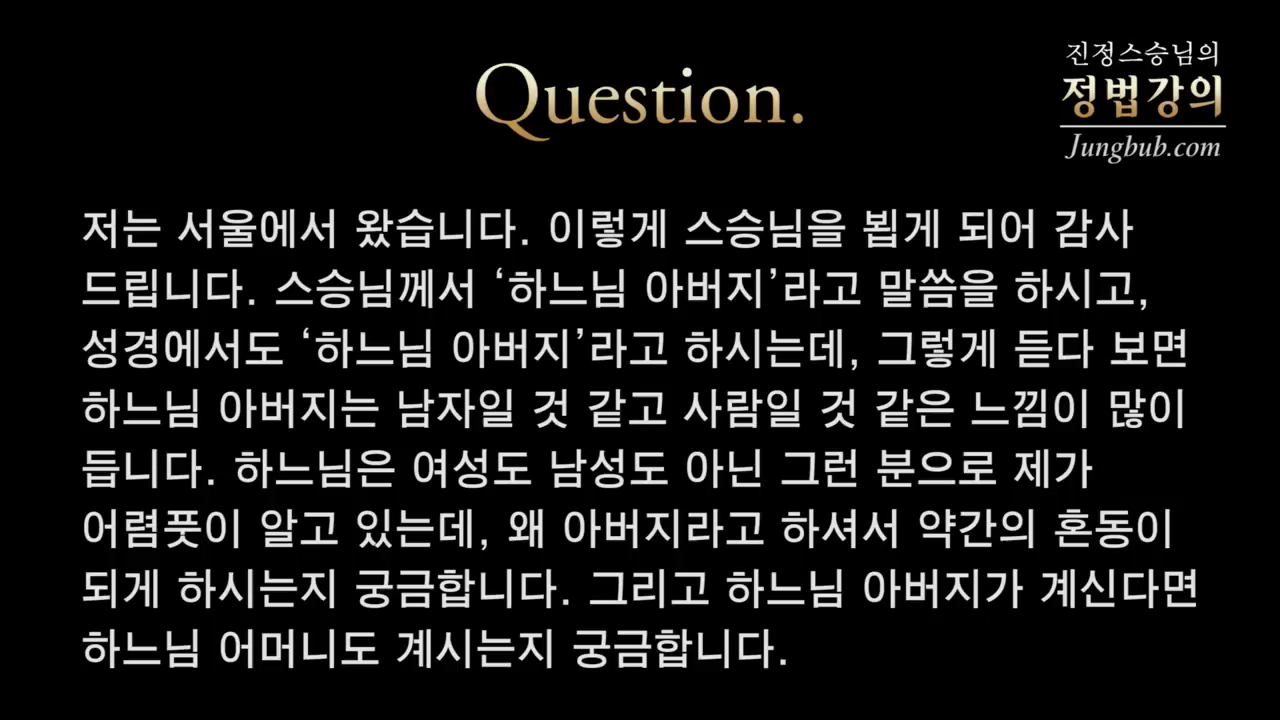 Question.
진정스승님의
정법강의
Jungbub.com
저는 서울에서 왔습니다. 이렇게 스승님을 뵙게 되어 감사
드립니다. 스승님께서 ‘하느님 아버지’라고 말씀을 하시고,
성경에서도 ‘하느님 아버지’라고 하시는데, 그렇게 듣다 보면
하느님 아버지는 남자일 것 같고 사람일 것 같은 느낌이 많이
듭니다. 하느님은 여성도 남성도 아닌 그런 분으로 제가
어렴풋이 알고 있는데, 왜 아버지라고 하셔서 약간의 혼동이
되게 하시는지 궁금합니다. 그리고 하느님 아버지가 계신다면
하느님 어머니도 계시는지 궁금합니다.